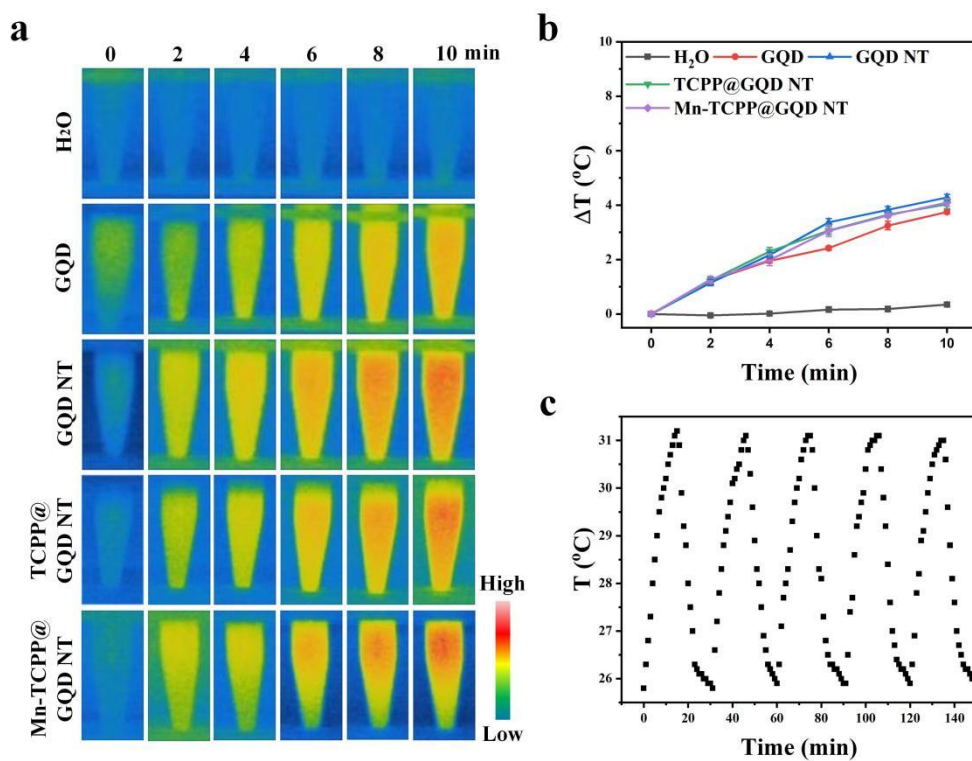 a
0 2 4 6 8 10 min
H₂O
GQD
GQD NT
TCPP@
GQD NT
Mn-TCPP@
GQD NT
High
Low
b
H₂O GQD GQD NT
TCPP@GQD NT
Mn-TCPP@GQD NT
10
8
6
4
2
0
ΔT (°C)
0 2 4 6 8 10
Time (min)
c
31
30
29
28
27
26
25
T (°C)
0 20 40 60 80 100 120 140
Time (min)